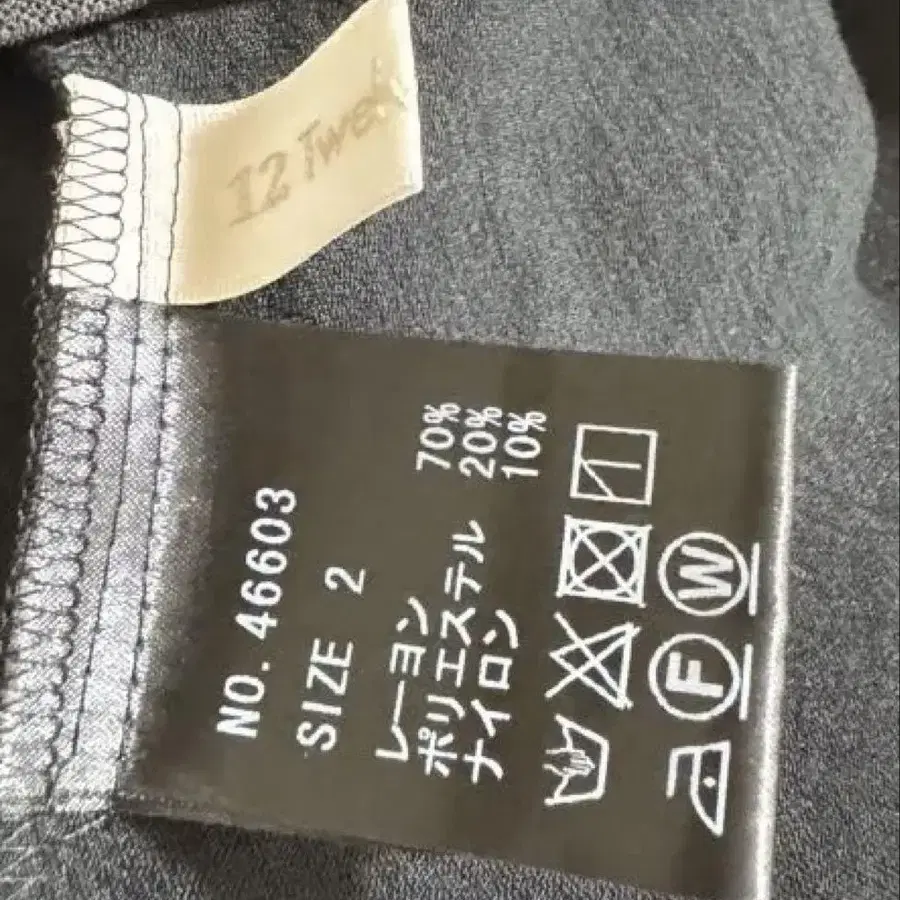 12 Twel
NO. 46603
SIZE 2
レーヨン 70%
ポリエステル 20%
ナイロン 10%
F W